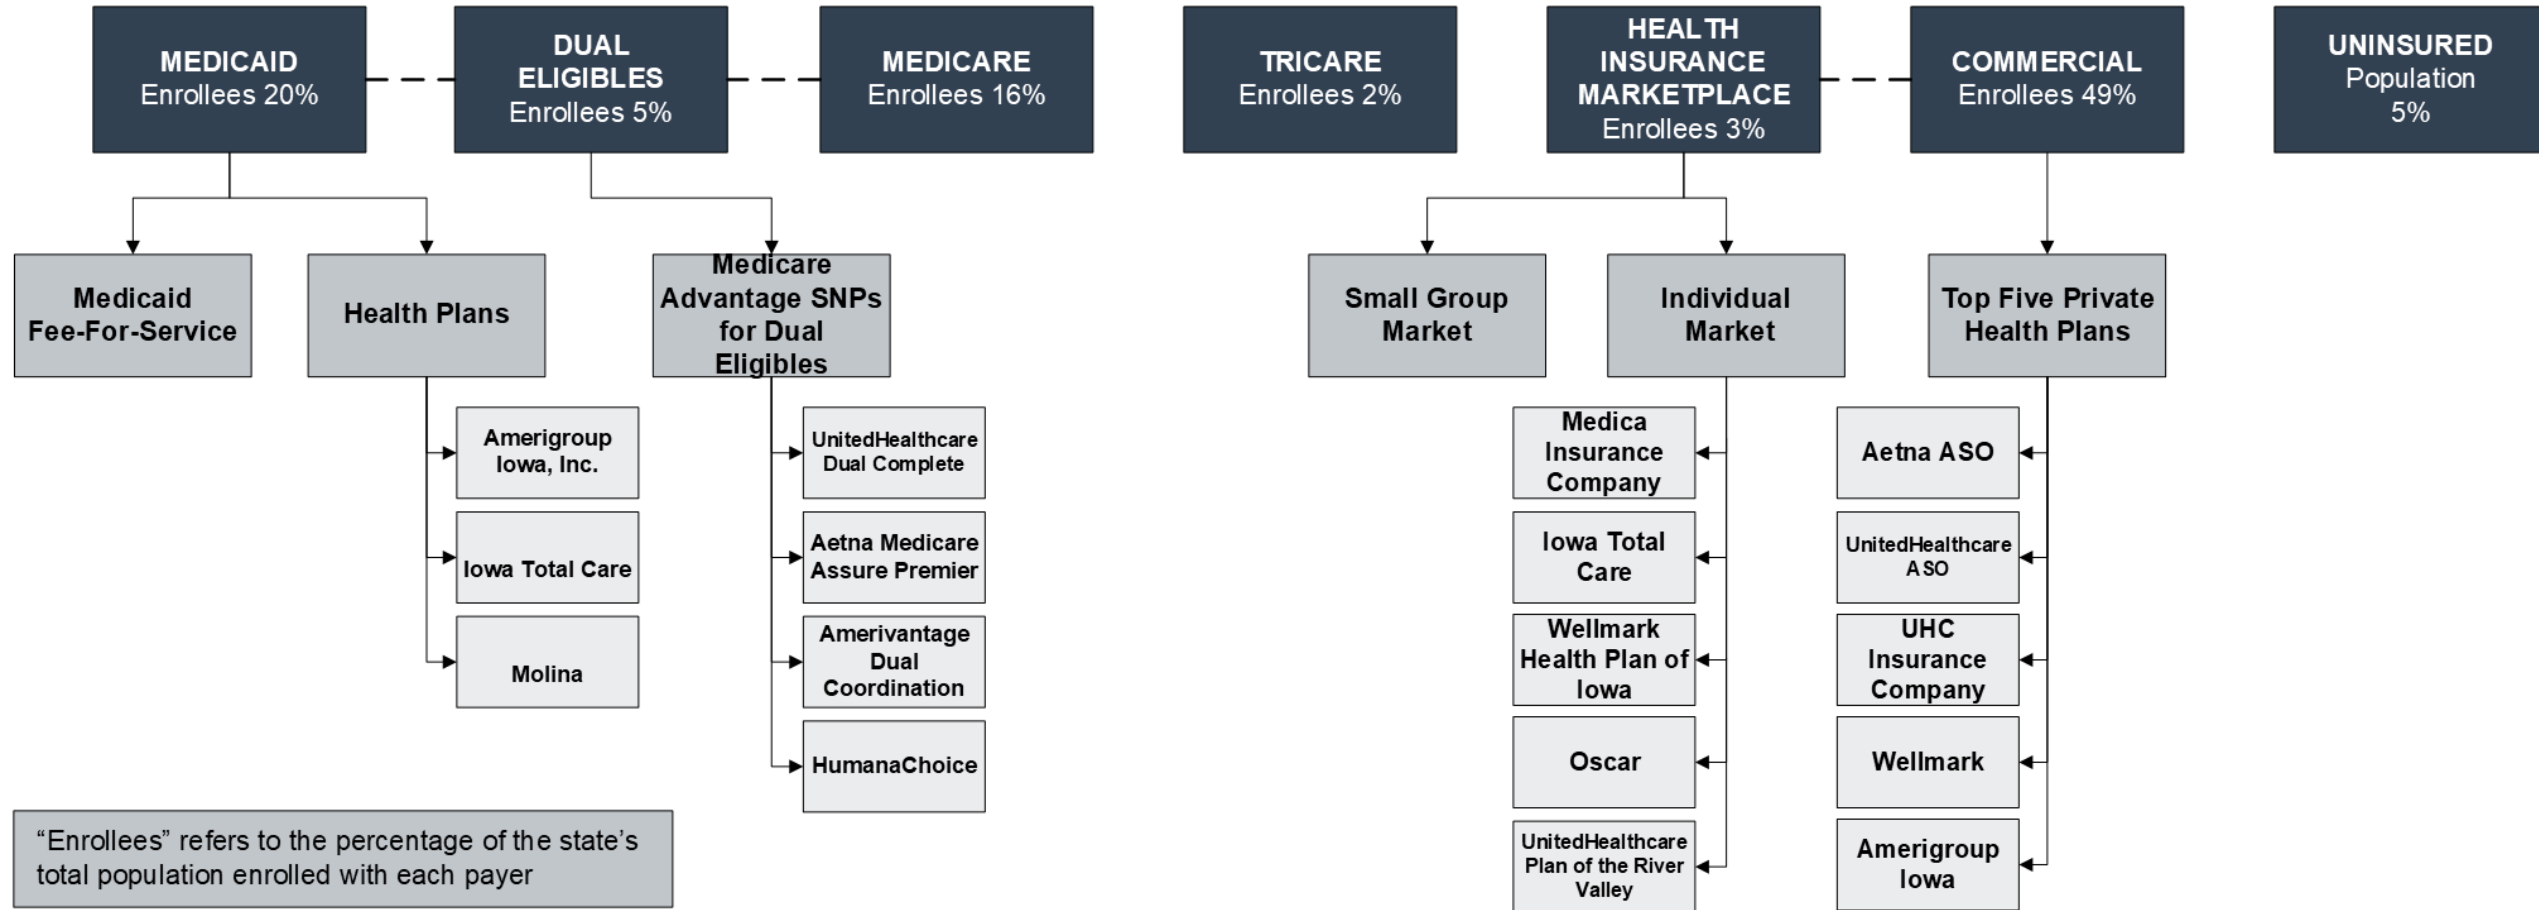 MEDICAID
Enrollees 20%
DUAL
ELIGIBLES
Enrollees 5%
MEDICARE
Enrollees 16%
TRICARE
Enrollees 2%
HEALTH
INSURANCE
MARKETPLACE
Enrollees 3%
COMMERCIAL
Enrollees 49%
UNINSURED
Population
5%
Medicaid
Fee-For-Service
Health Plans
Medicare
Advantage SNPs
for Dual
Eligibles
Small Group
Market
Individual
Market
Top Five Private
Health Plans
Amerigroup
Iowa, Inc.
Iowa Total Care
Molina
UnitedHealthcare
Dual Complete
Aetna Medicare
Assure Premier
Amerivantage
Dual
Coordination
HumanaChoice
Medica
Insurance
Company
Iowa Total
Care
Wellmark
Health Plan of
Iowa
Oscar
UnitedHealthcare
Plan of the River
Valley
Aetna ASO
UnitedHealthcare
ASO
UHC
Insurance
Company
Wellmark
Amerigroup
Iowa
“Enrollees” refers to the percentage of the state’s
total population enrolled with each payer